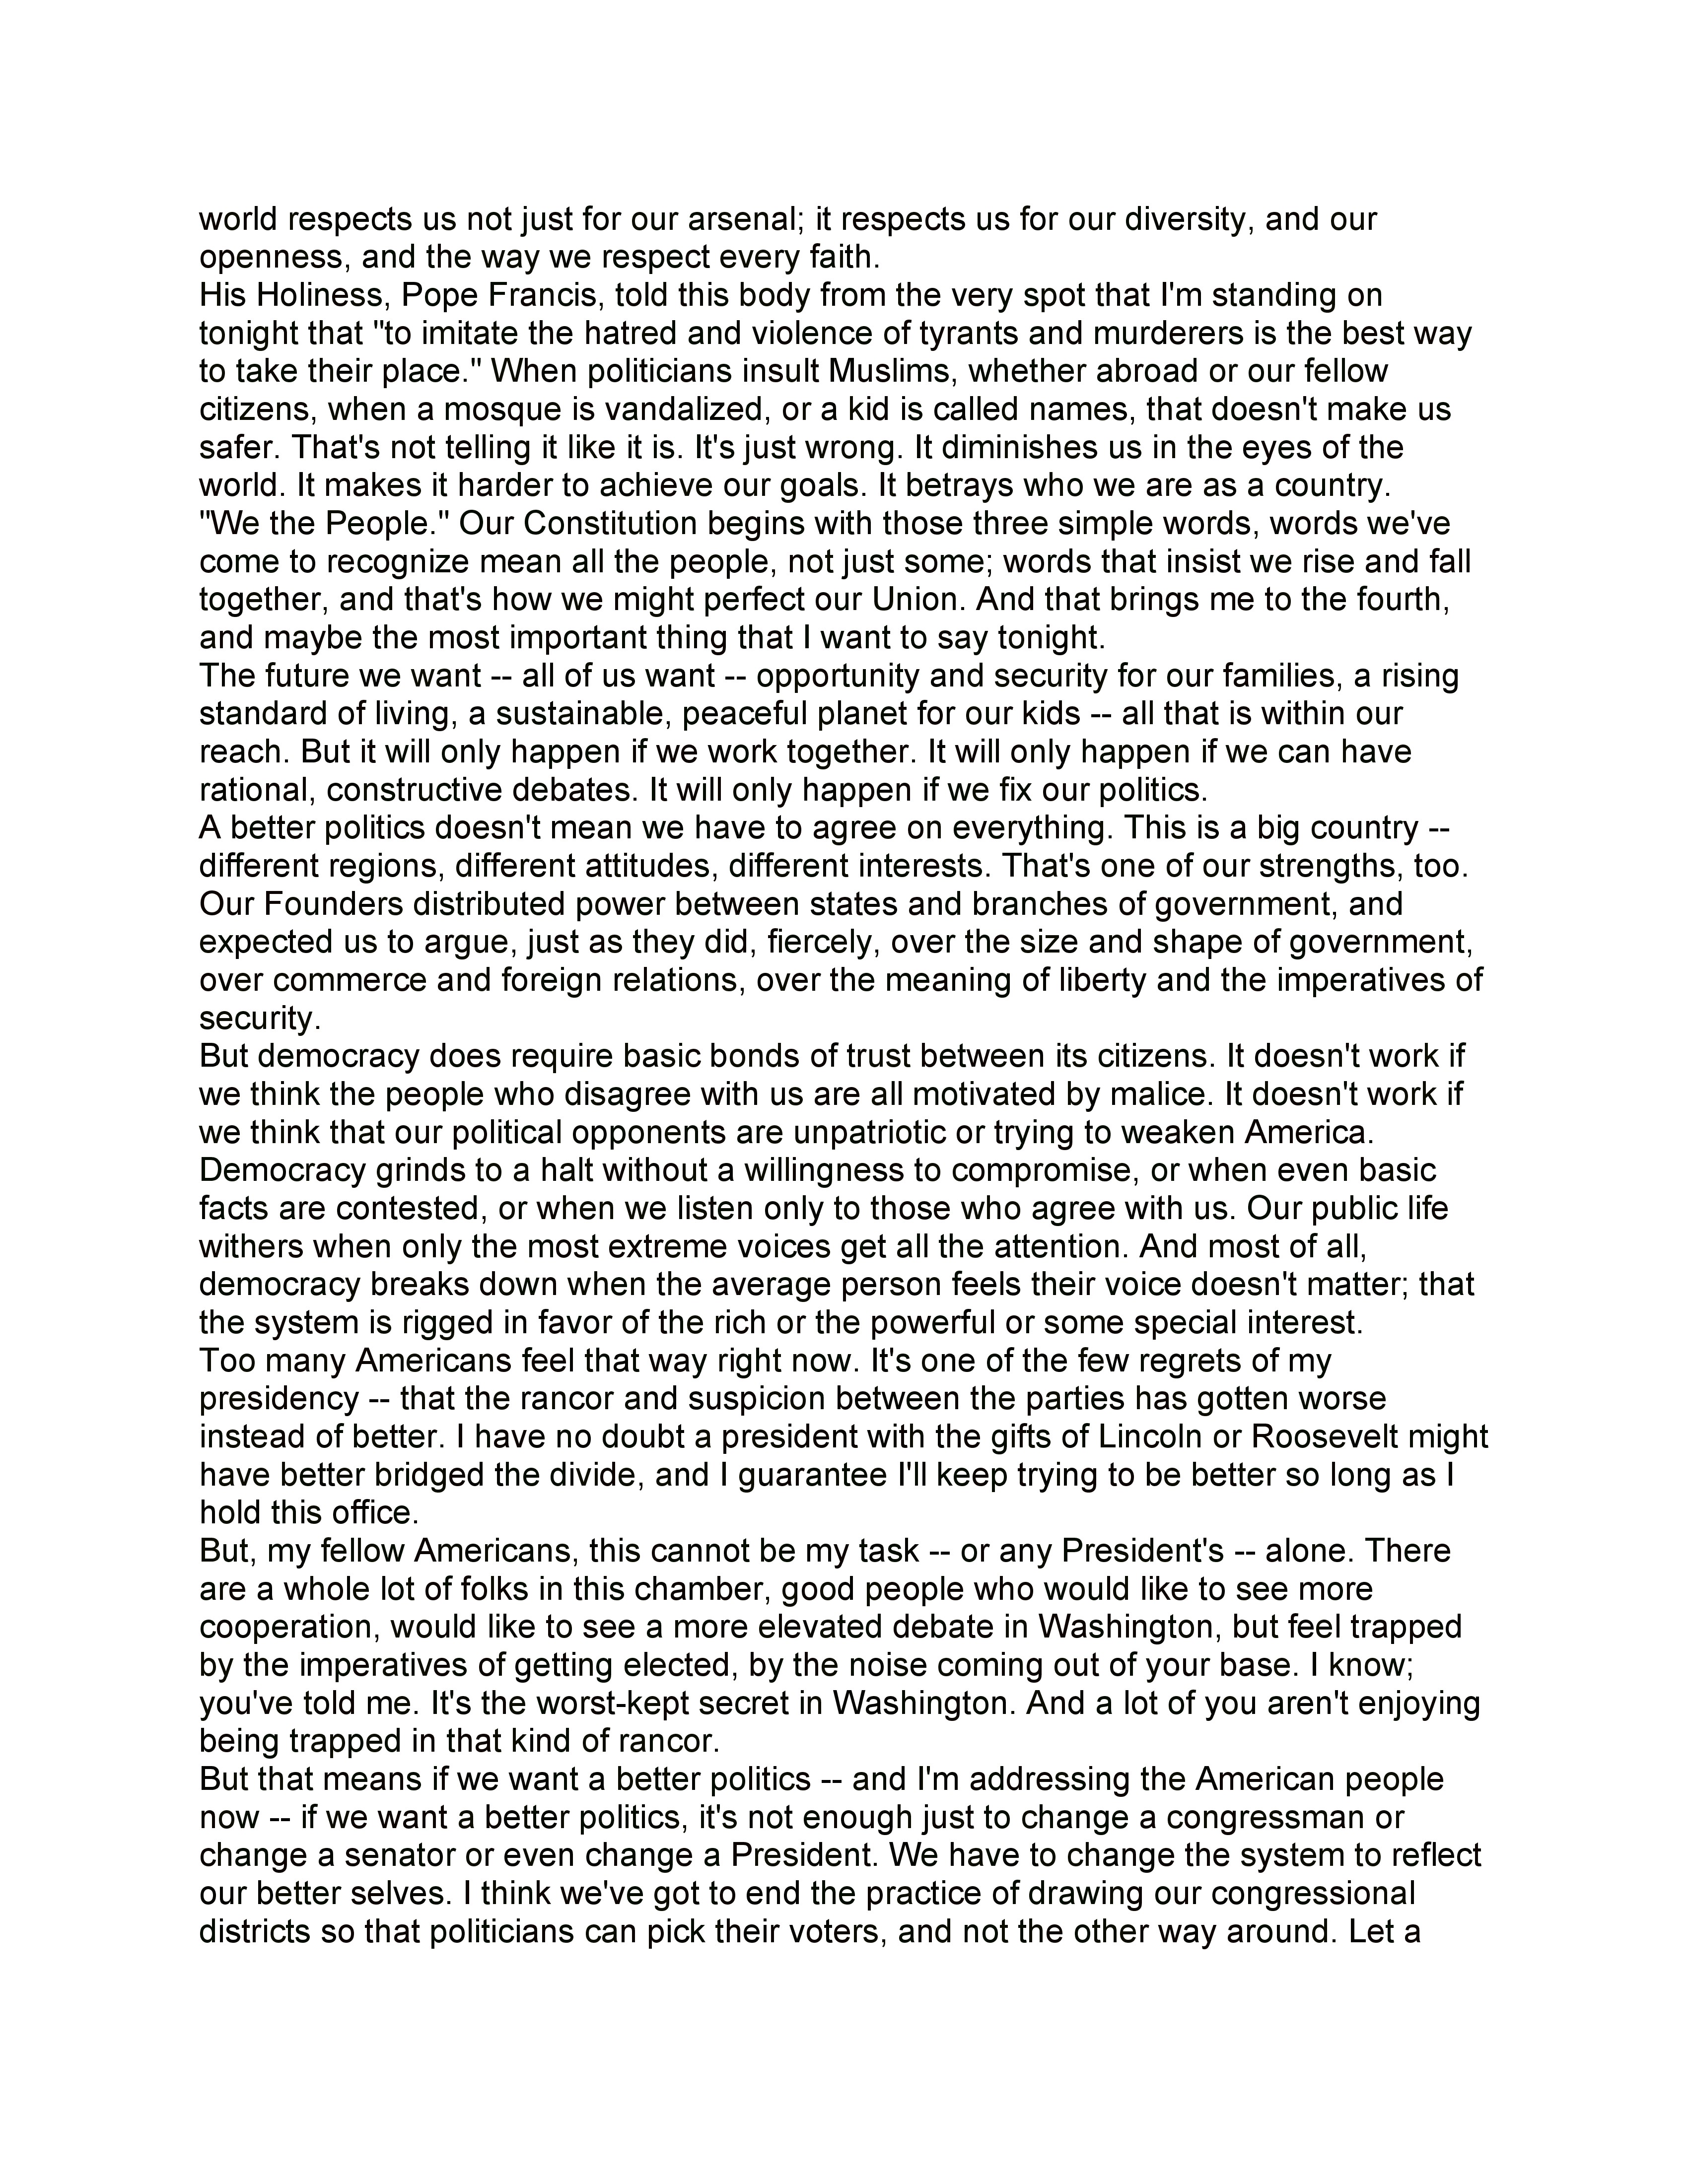 world respects us not just for our arsenal; it respects us for our diversity, and our
openness, and the way we respect every faith.
His Holiness, Pope Francis, told this body from the very spot that I'm standing on
tonight that "to imitate the hatred and violence of tyrants and murderers is the best way
to take their place." When politicians insult Muslims, whether abroad or our fellow
citizens, when a mosque is vandalized, or a kid is called names, that doesn't make us
safer. That's not telling it like it is. It's just wrong. It diminishes us in the eyes of the
world. It makes it harder to achieve our goals. It betrays who we are as a country.
"We the People." Our Constitution begins with those three simple words, words we've
come to recognize mean all the people, not just some; words that insist we rise and fall
together, and that's how we might perfect our Union. And that brings me to the fourth,
and maybe the most important thing that I want to say tonight.
The future we want -- all of us want -- opportunity and security for our families, a rising
standard of living, a sustainable, peaceful planet for our kids -- all that is within our
reach. But it will only happen if we work together. It will only happen if we can have
rational, constructive debates. It will only happen if we fix our politics.
A better politics doesn't mean we have to agree on everything. This is a big country --
different regions, different attitudes, different interests. That's one of our strengths, too.
Our Founders distributed power between states and branches of government, and
expected us to argue, just as they did, fiercely, over the size and shape of government,
over commerce and foreign relations, over the meaning of liberty and the imperatives of
security.
But democracy does require basic bonds of trust between its citizens. It doesn't work if
we think the people who disagree with us are all motivated by malice. It doesn't work if
we think that our political opponents are unpatriotic or trying to weaken America.
Democracy grinds to a halt without a willingness to compromise, or when even basic
facts are contested, or when we listen only to those who agree with us. Our public life
withers when only the most extreme voices get all the attention. And most of all,
democracy breaks down when the average person feels their voice doesn't matter; that
the system is rigged in favor of the rich or the powerful or some special interest.
Too many Americans feel that way right now. It's one of the few regrets of my
presidency -- that the rancor and suspicion between the parties has gotten worse
instead of better. I have no doubt a president with the gifts of Lincoln or Roosevelt might
have better bridged the divide, and I guarantee I'll keep trying to be better so long as I
hold this office.
But, my fellow Americans, this cannot be my task -- or any President's -- alone. There
are a whole lot of folks in this chamber, good people who would like to see more
cooperation, would like to see a more elevated debate in Washington, but feel trapped
by the imperatives of getting elected, by the noise coming out of your base. I know;
you've told me. It's the worst-kept secret in Washington. And a lot of you aren't enjoying
being trapped in that kind of rancor.
But that means if we want a better politics -- and I'm addressing the American people
now -- if we want a better politics, it's not enough just to change a congressman or
change a senator or even change a President. We have to change the system to reflect
our better selves. I think we've got to end the practice of drawing our congressional
districts so that politicians can pick their voters, and not the other way around. Let a